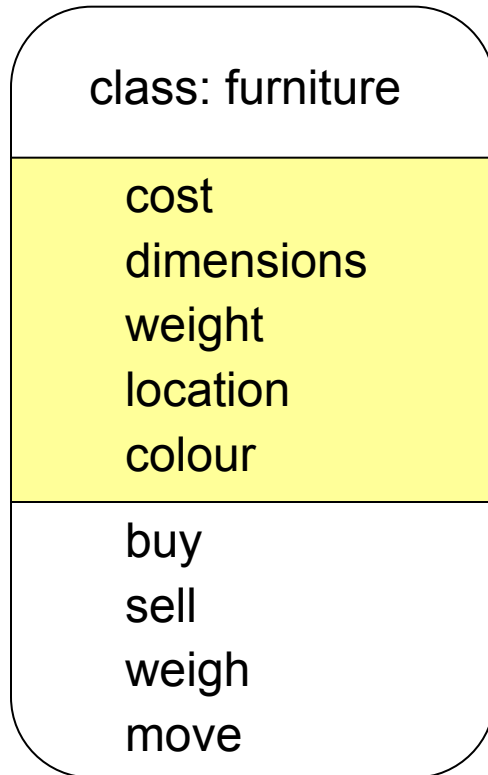 class: furniture
cost
dimensions
weight
location
colour
buy
sell
weigh
move